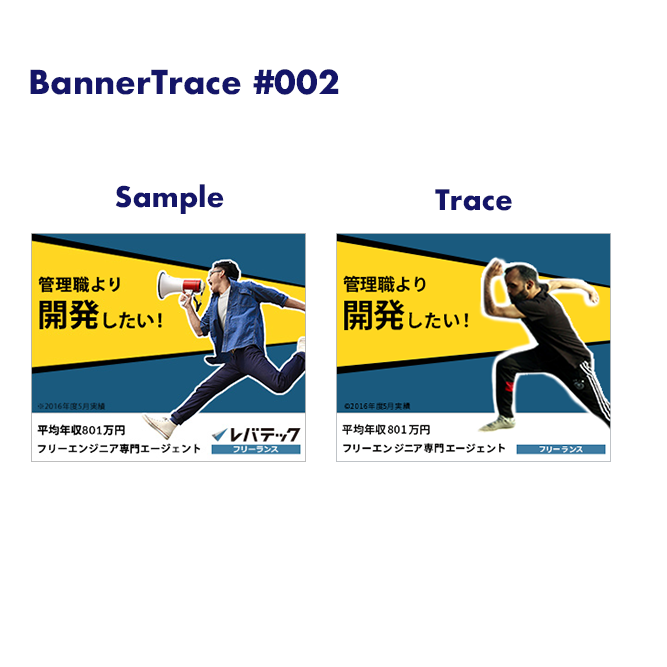 BannerTrace #002
Sample
管理職より
開発したい!
※2016年度5月実績
平均年収801万円
フリーエンジニア専門エージェント
レバテック
フリーランス
Trace
管理職より
開発したい!
©2016年度5月実績
平均年収801万円
フリーエンジニア専門エージェント
フリーランス